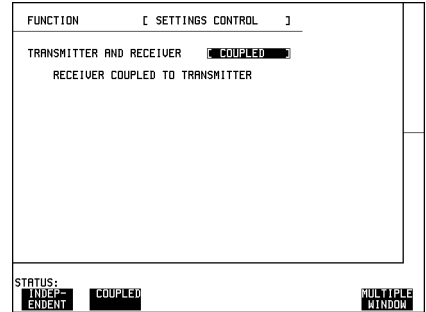 FUNCTION [ SETTINGS CONTROL ]
TRANSMITTER AND RECEIVER [ COUPLED ]
RECEIVER COUPLED TO TRANSMITTER
STATUS:
INDEP- COUPLED MULTIPLE
ENDENT WINDOW